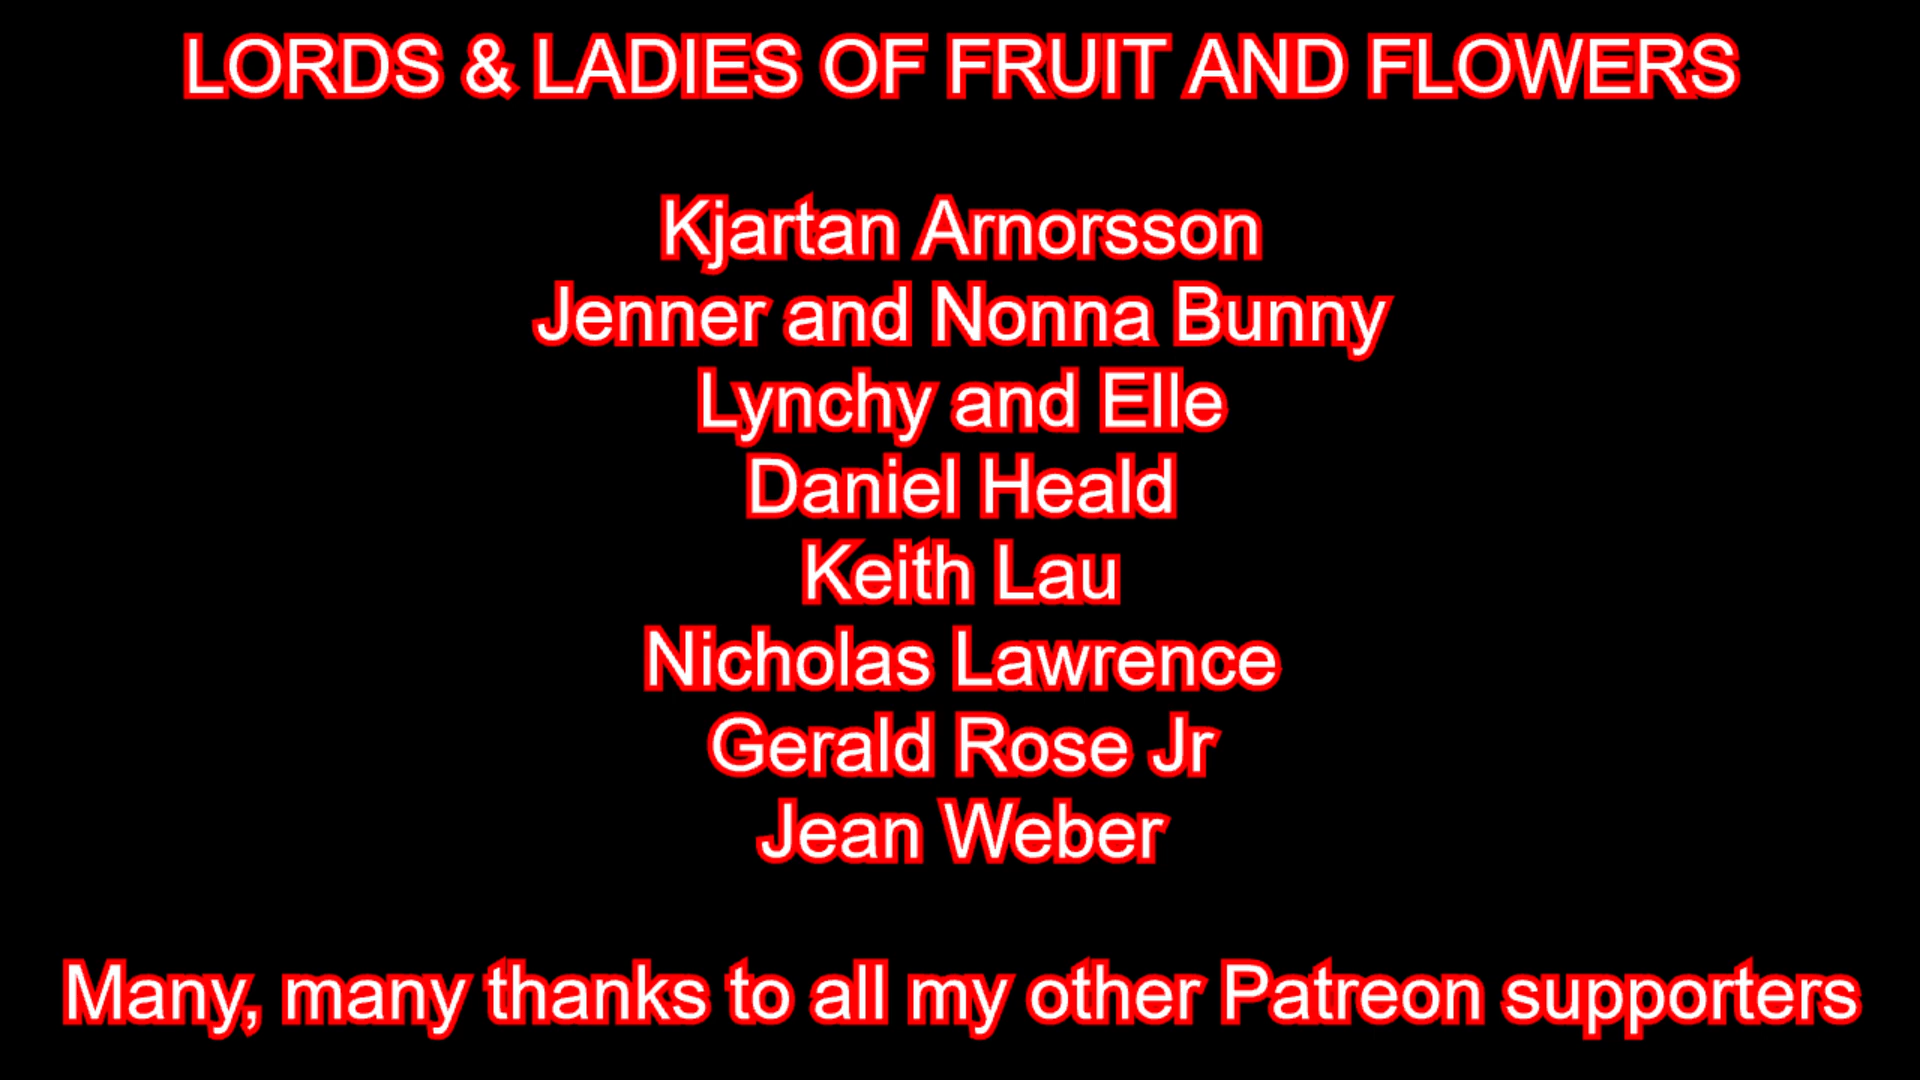 LORDS & LADIES OF FRUIT AND FLOWERS
Kjartan Arnorsson
Jenner and Nonna Bunny
Lynchy and Elle
Daniel Heald
Keith Lau
Nicholas Lawrence
Gerald Rose Jr
Jean Weber
Many, many thanks to all my other Patreon supporters